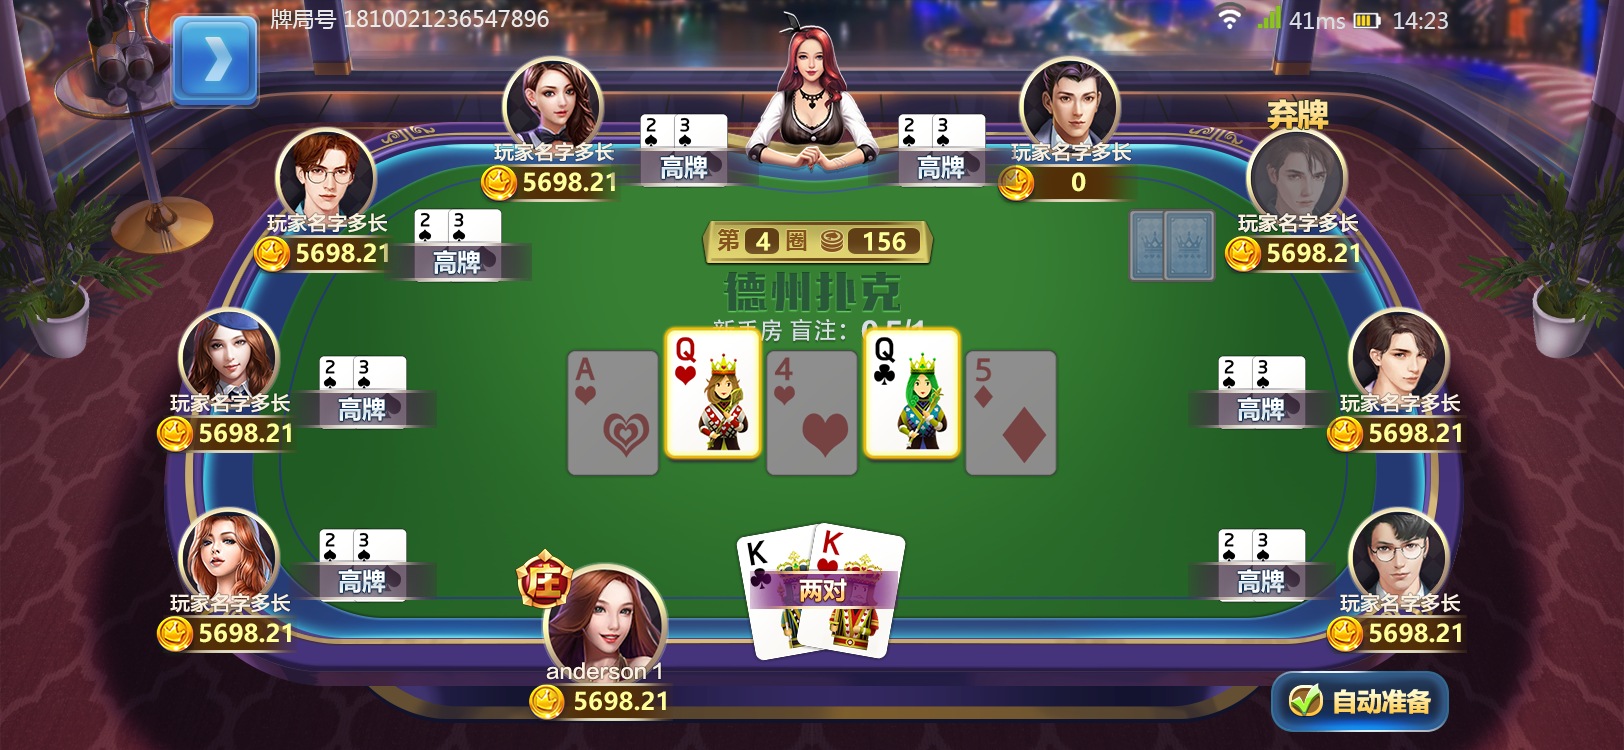 牌局号 1810021236547896
41ms 14:23
弃牌
2 3
高牌
2 3
高牌
玩家名字多长
5698.21
玩家名字多长
0
玩家名字多长
5698.21
2 3
高牌
玩家名字多长
5698.21
第 4 圈 156
德州扑克
新手房 盲注：0.5/1
A Q 4 Q 5
2 3
高牌
玩家名字多长
5698.21
2 3
高牌
玩家名字多长
5698.21
2 3
高牌
玩家名字多长
5698.21
2 3
高牌
玩家名字多长
5698.21
K K
两对
庄
anderson 1
5698.21
自动准备